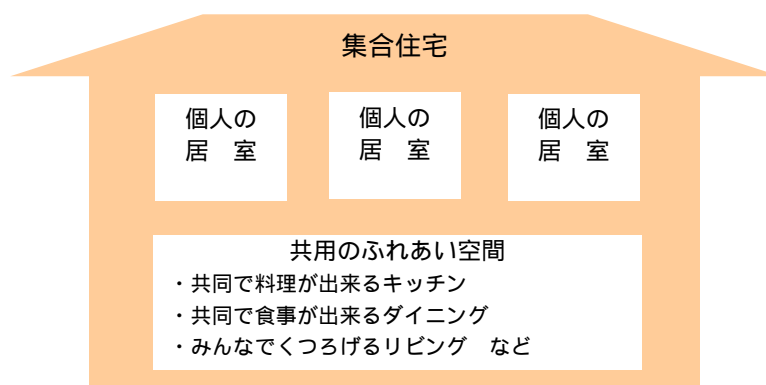 集合住宅
個人の
居　室
個人の
居　室
個人の
居　室
共用のふれあい空間
・共同で料理が出来るキッチン
・共同で食事が出来るダイニング
・みんなでくつろげるリビング　など